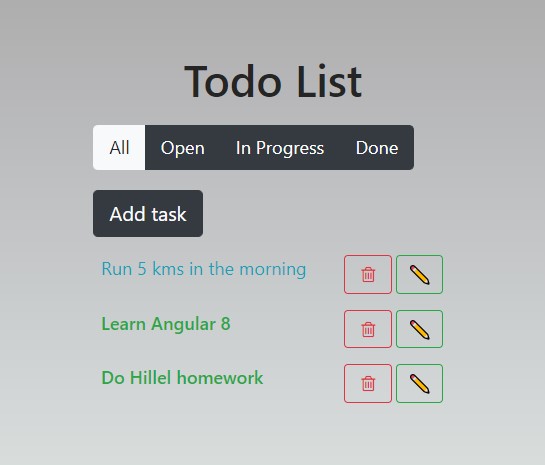 Todo List
All Open In Progress Done
Add task
Run 5 kms in the morning
Learn Angular 8
Do Hillel homework